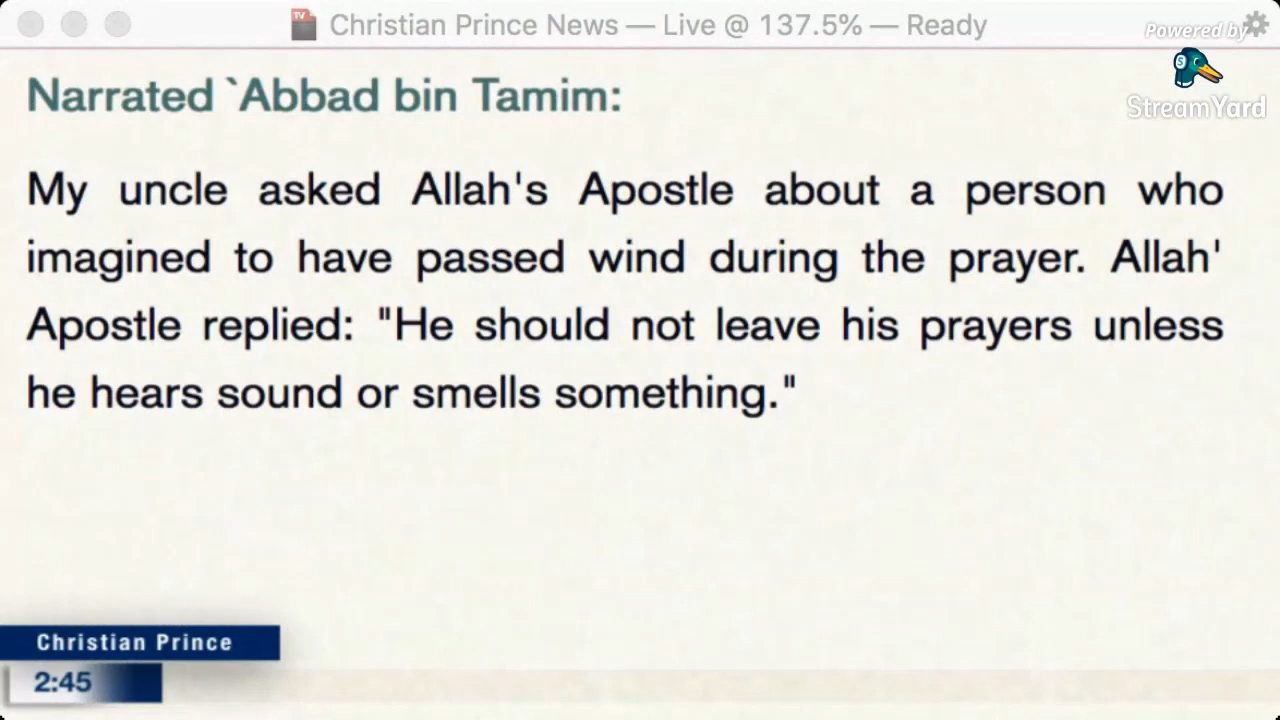 Christian Prince News — Live @ 137.5% — Ready
Powered by
StreamYard
Narrated `Abbad bin Tamim:
My uncle asked Allah's Apostle about a person who
imagined to have passed wind during the prayer. Allah'
Apostle replied: "He should not leave his prayers unless
he hears sound or smells something."
Christian Prince
2:45